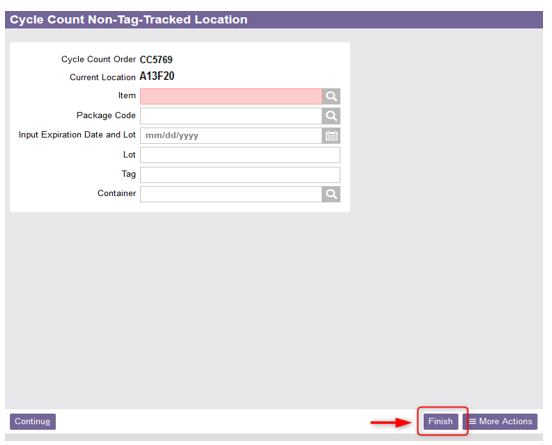 Cycle Count Non-Tag-Tracked Location
Cycle Count Order CC5769
Current Location A13F20
Item
Package Code
Input Expiration Date and Lot mm/dd/yyyy
Lot
Tag
Container
Continue Finish ≡ More Actions